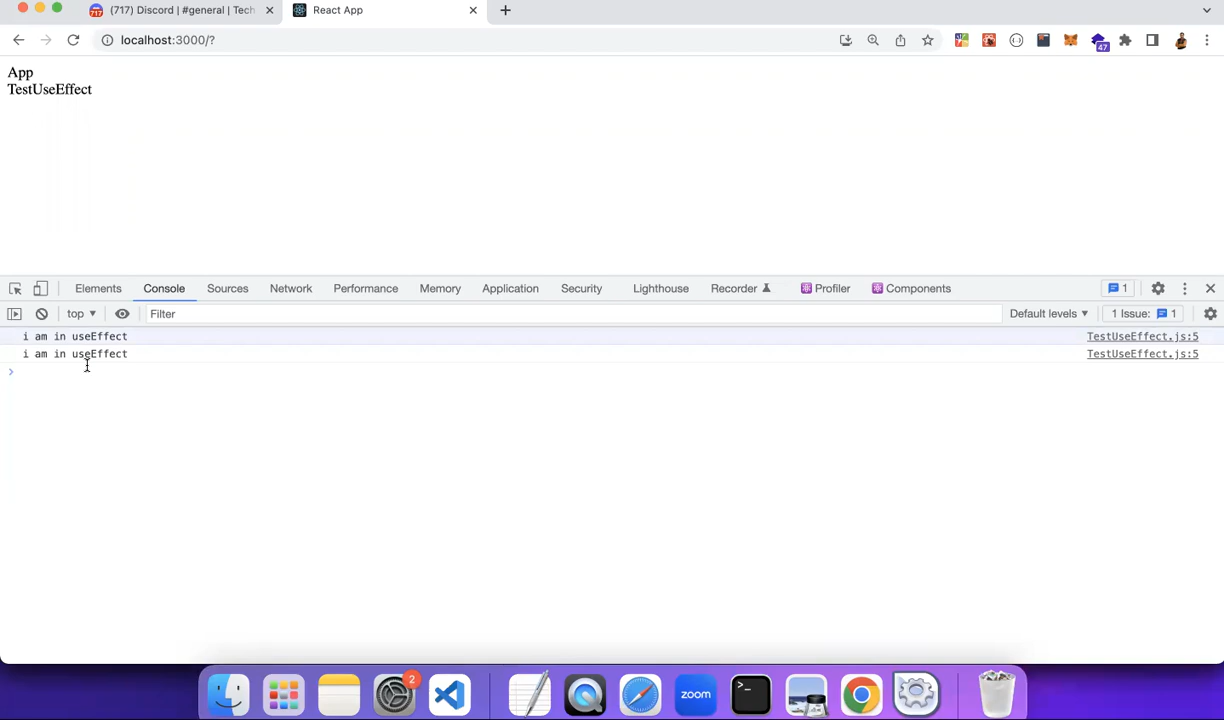 (717) Discord | #general | Tech
React App
localhost:3000/?
47
App
TestUseEffect
Elements
Console
Sources
Network
Performance
Memory
Application
Security
Lighthouse
Recorder
Profiler
Components
1
top
Filter
Default levels
1 Issue:
1
i am in useEffect
TestUseEffect.js:5
i am in useEffect
TestUseEffect.js:5
2
zoom